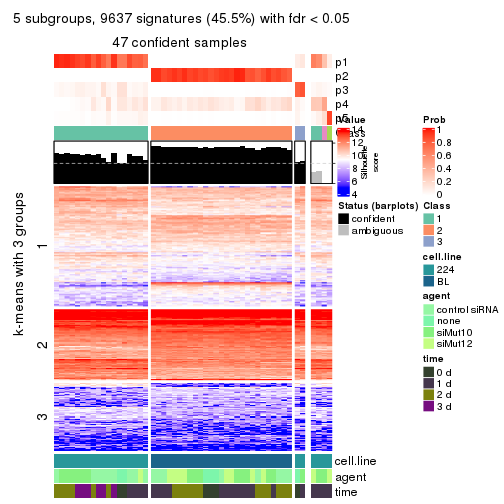 5 subgroups, 9637 signatures (45.5%) with fdr < 0.05
47 confident samples
p1
p2
p3
p4
p5
Class
Silhouette
score
k-means with 3 groups
1
2
3
cell.line
agent
time
Value
14
12
10
8
6
4
Prob
1
0.8
0.6
0.4
0.2
0
Status (barplots)
confident
ambiguous
Class
1
2
3
cell.line
224
BL
agent
control siRNA
none
siMut10
siMut12
time
0 d
1 d
2 d
3 d